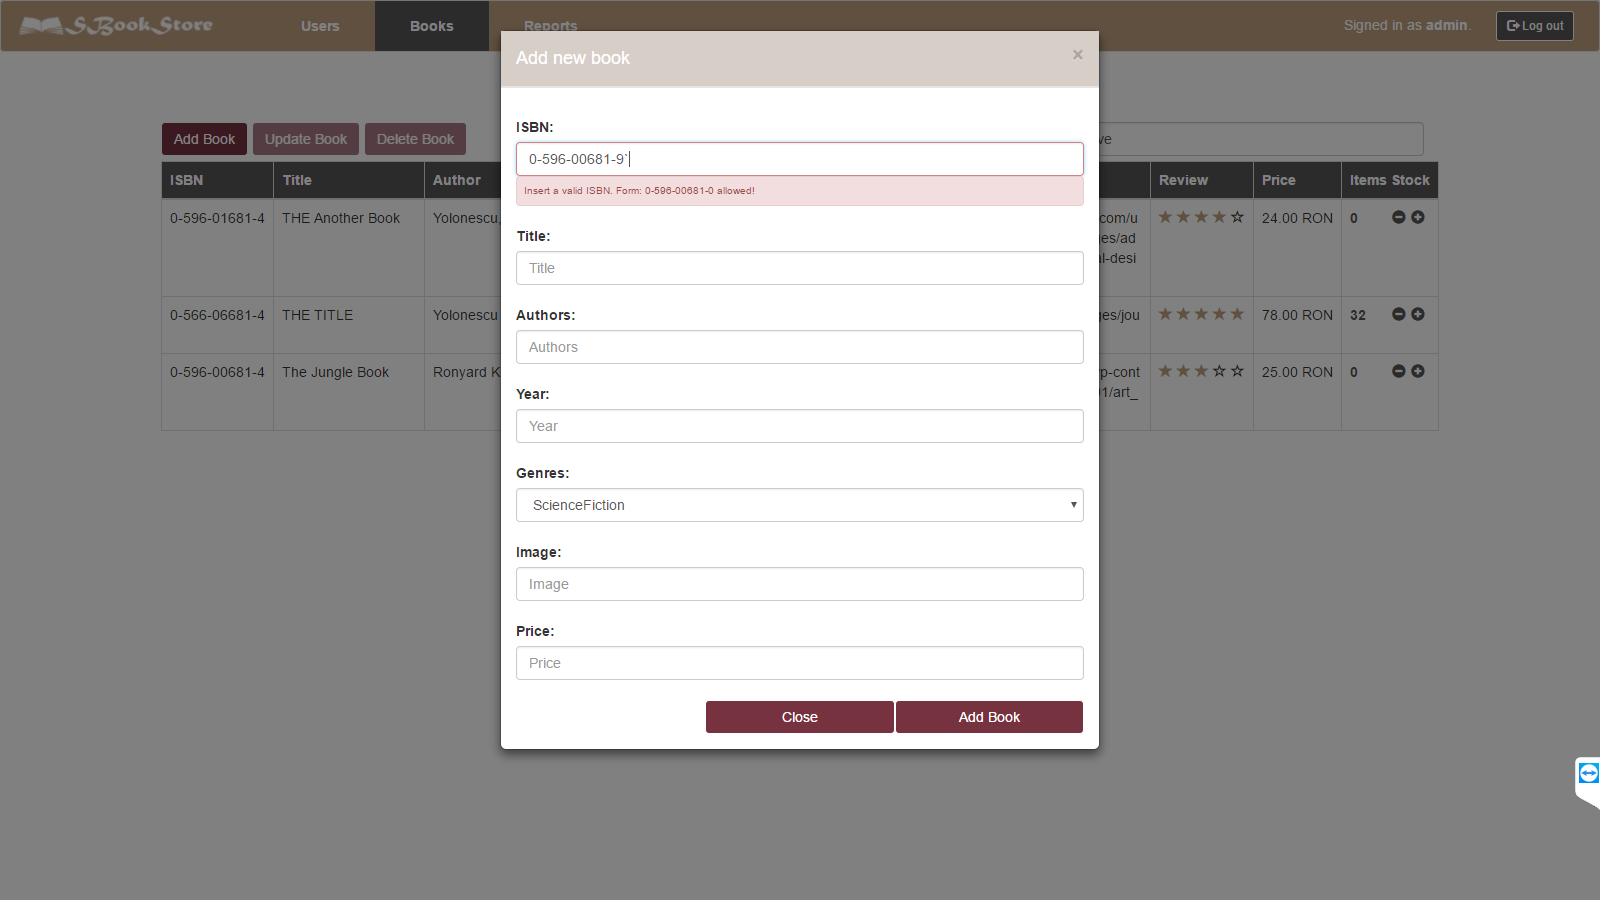 SBookStore
Users
Books
Reports
Signed in as admin.
Log out
Add new book
×
ISBN:
0-596-00681-9`
Insert a valid ISBN. Form: 0-596-00681-0 allowed!
Title:
Title
Authors:
Authors
Year:
Year
Genres:
ScienceFiction
Image:
Image
Price:
Price
Close
Add Book
Add Book
Update Book
Delete Book
ve
ISBN
Title
Author
Review
Price
Items Stock
0-596-01681-4
THE Another Book
Yolonescu,
.com/u
es/ad
al-desi
24.00 RON
0
0-566-06681-4
THE TITLE
Yolonescu
ges/jou
78.00 RON
32
0-596-00681-4
The Jungle Book
Ronyard K
/p-cont
01/art_
25.00 RON
0